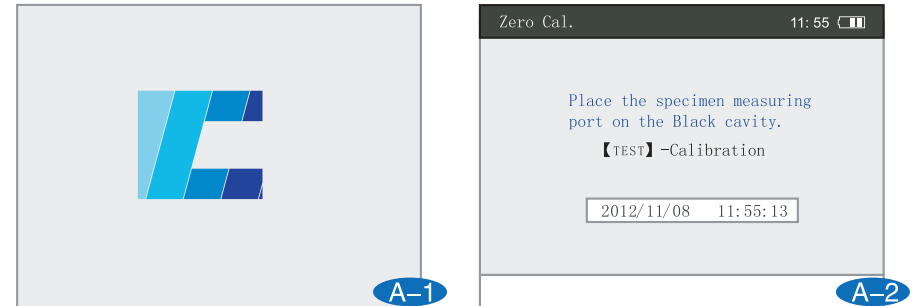 A-1
Zero Cal. 11:55
Place the specimen measuring
port on the Black cavity.
【TEST】-Calibration
2012/11/08 11:55:13
A-2